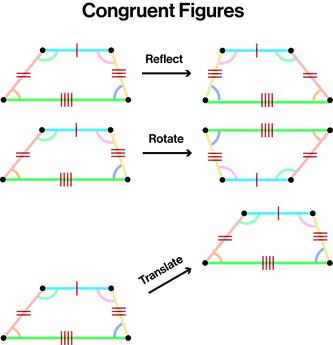 Congruent Figures
Reflect
Rotate
Translate